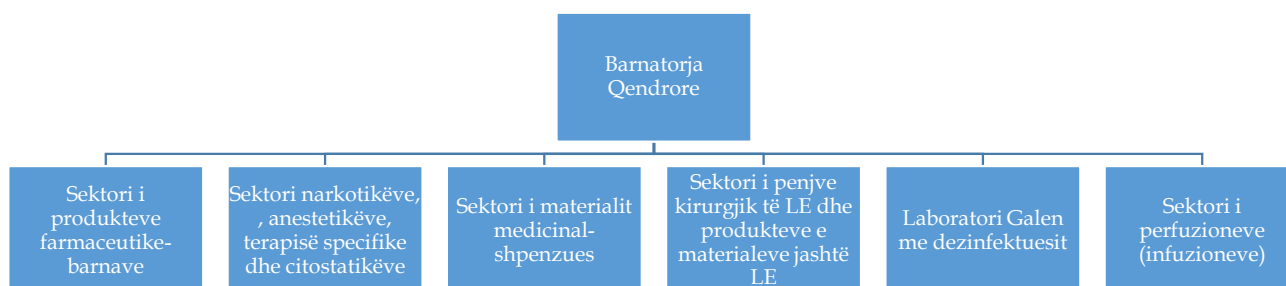 Barnatorja
Qendrore
Sektori i
produkteve
farmaceutike-
barnave
Sektori narkotikëve,
, anestetikëve,
terapisë specifike
dhe citostatikëve
Sektori i materialit
medicinal-
shpenzues
Sektori i penjve
kirurgjik të LE dhe
produkteve e
materialeve jashtë
LE
Laboratori Galen
me dezinfektuesit
Sektori i
perfuzioneve
(infuzioneve)